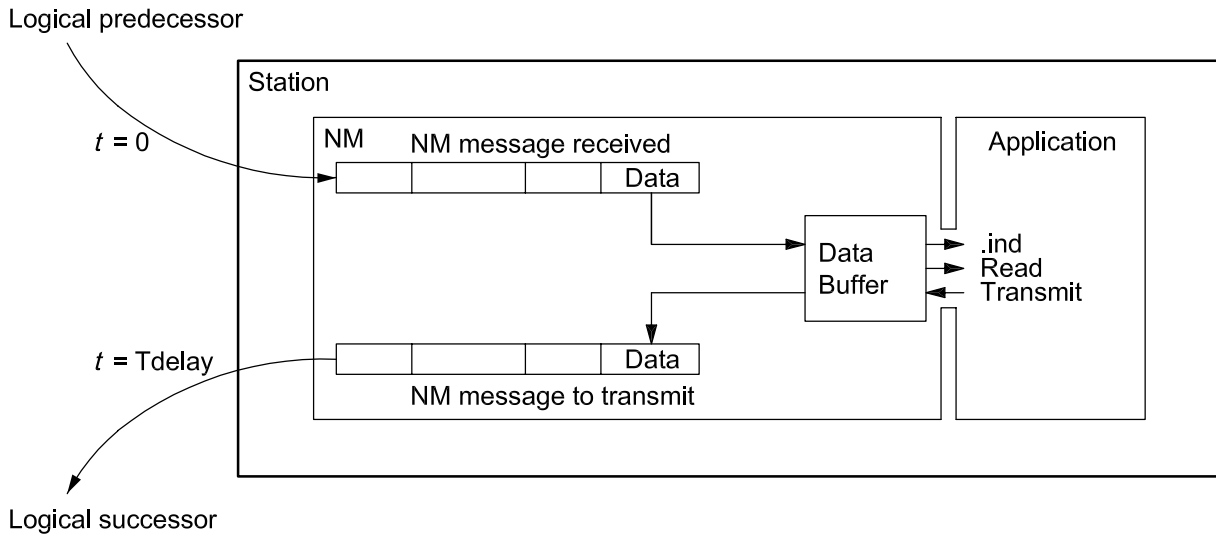 Logical predecessor
Station
t = 0
NM
NM message received
Data
Application
Data
Buffer
.ind
Read
Transmit
t = Tdelay
Data
NM message to transmit
Logical successor